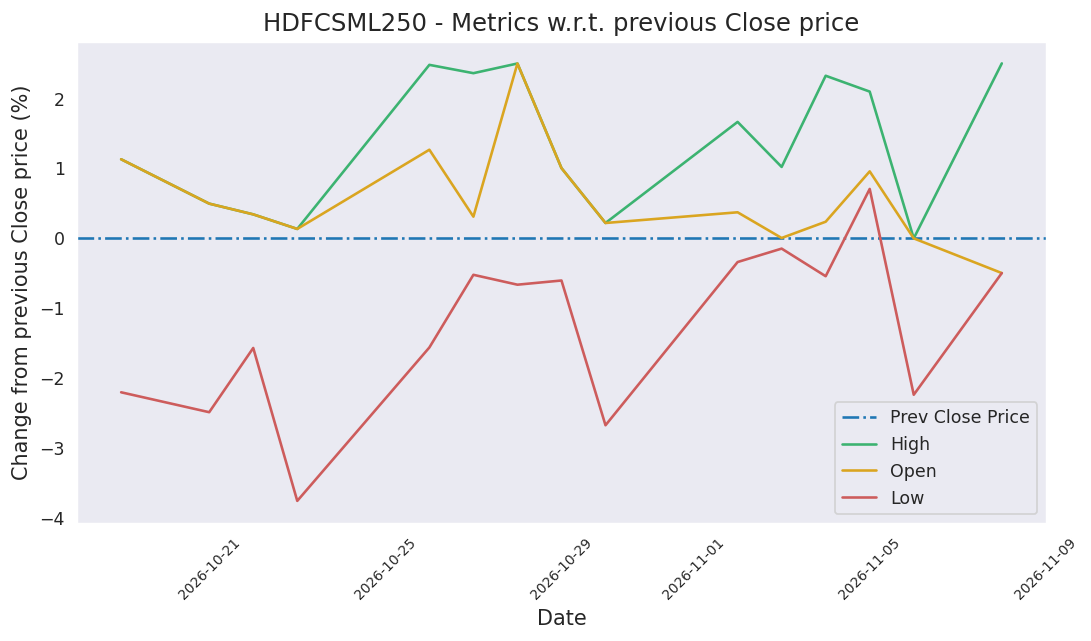 HDFCSML250 - Metrics w.r.t. previous Close price
Change from previous Close price (%)
2
1
0
−1
−2
−3
−4
Prev Close Price
High
Open
Low
2026-10-21
2026-10-25
2026-10-29
2026-11-01
2026-11-05
2026-11-09
Date